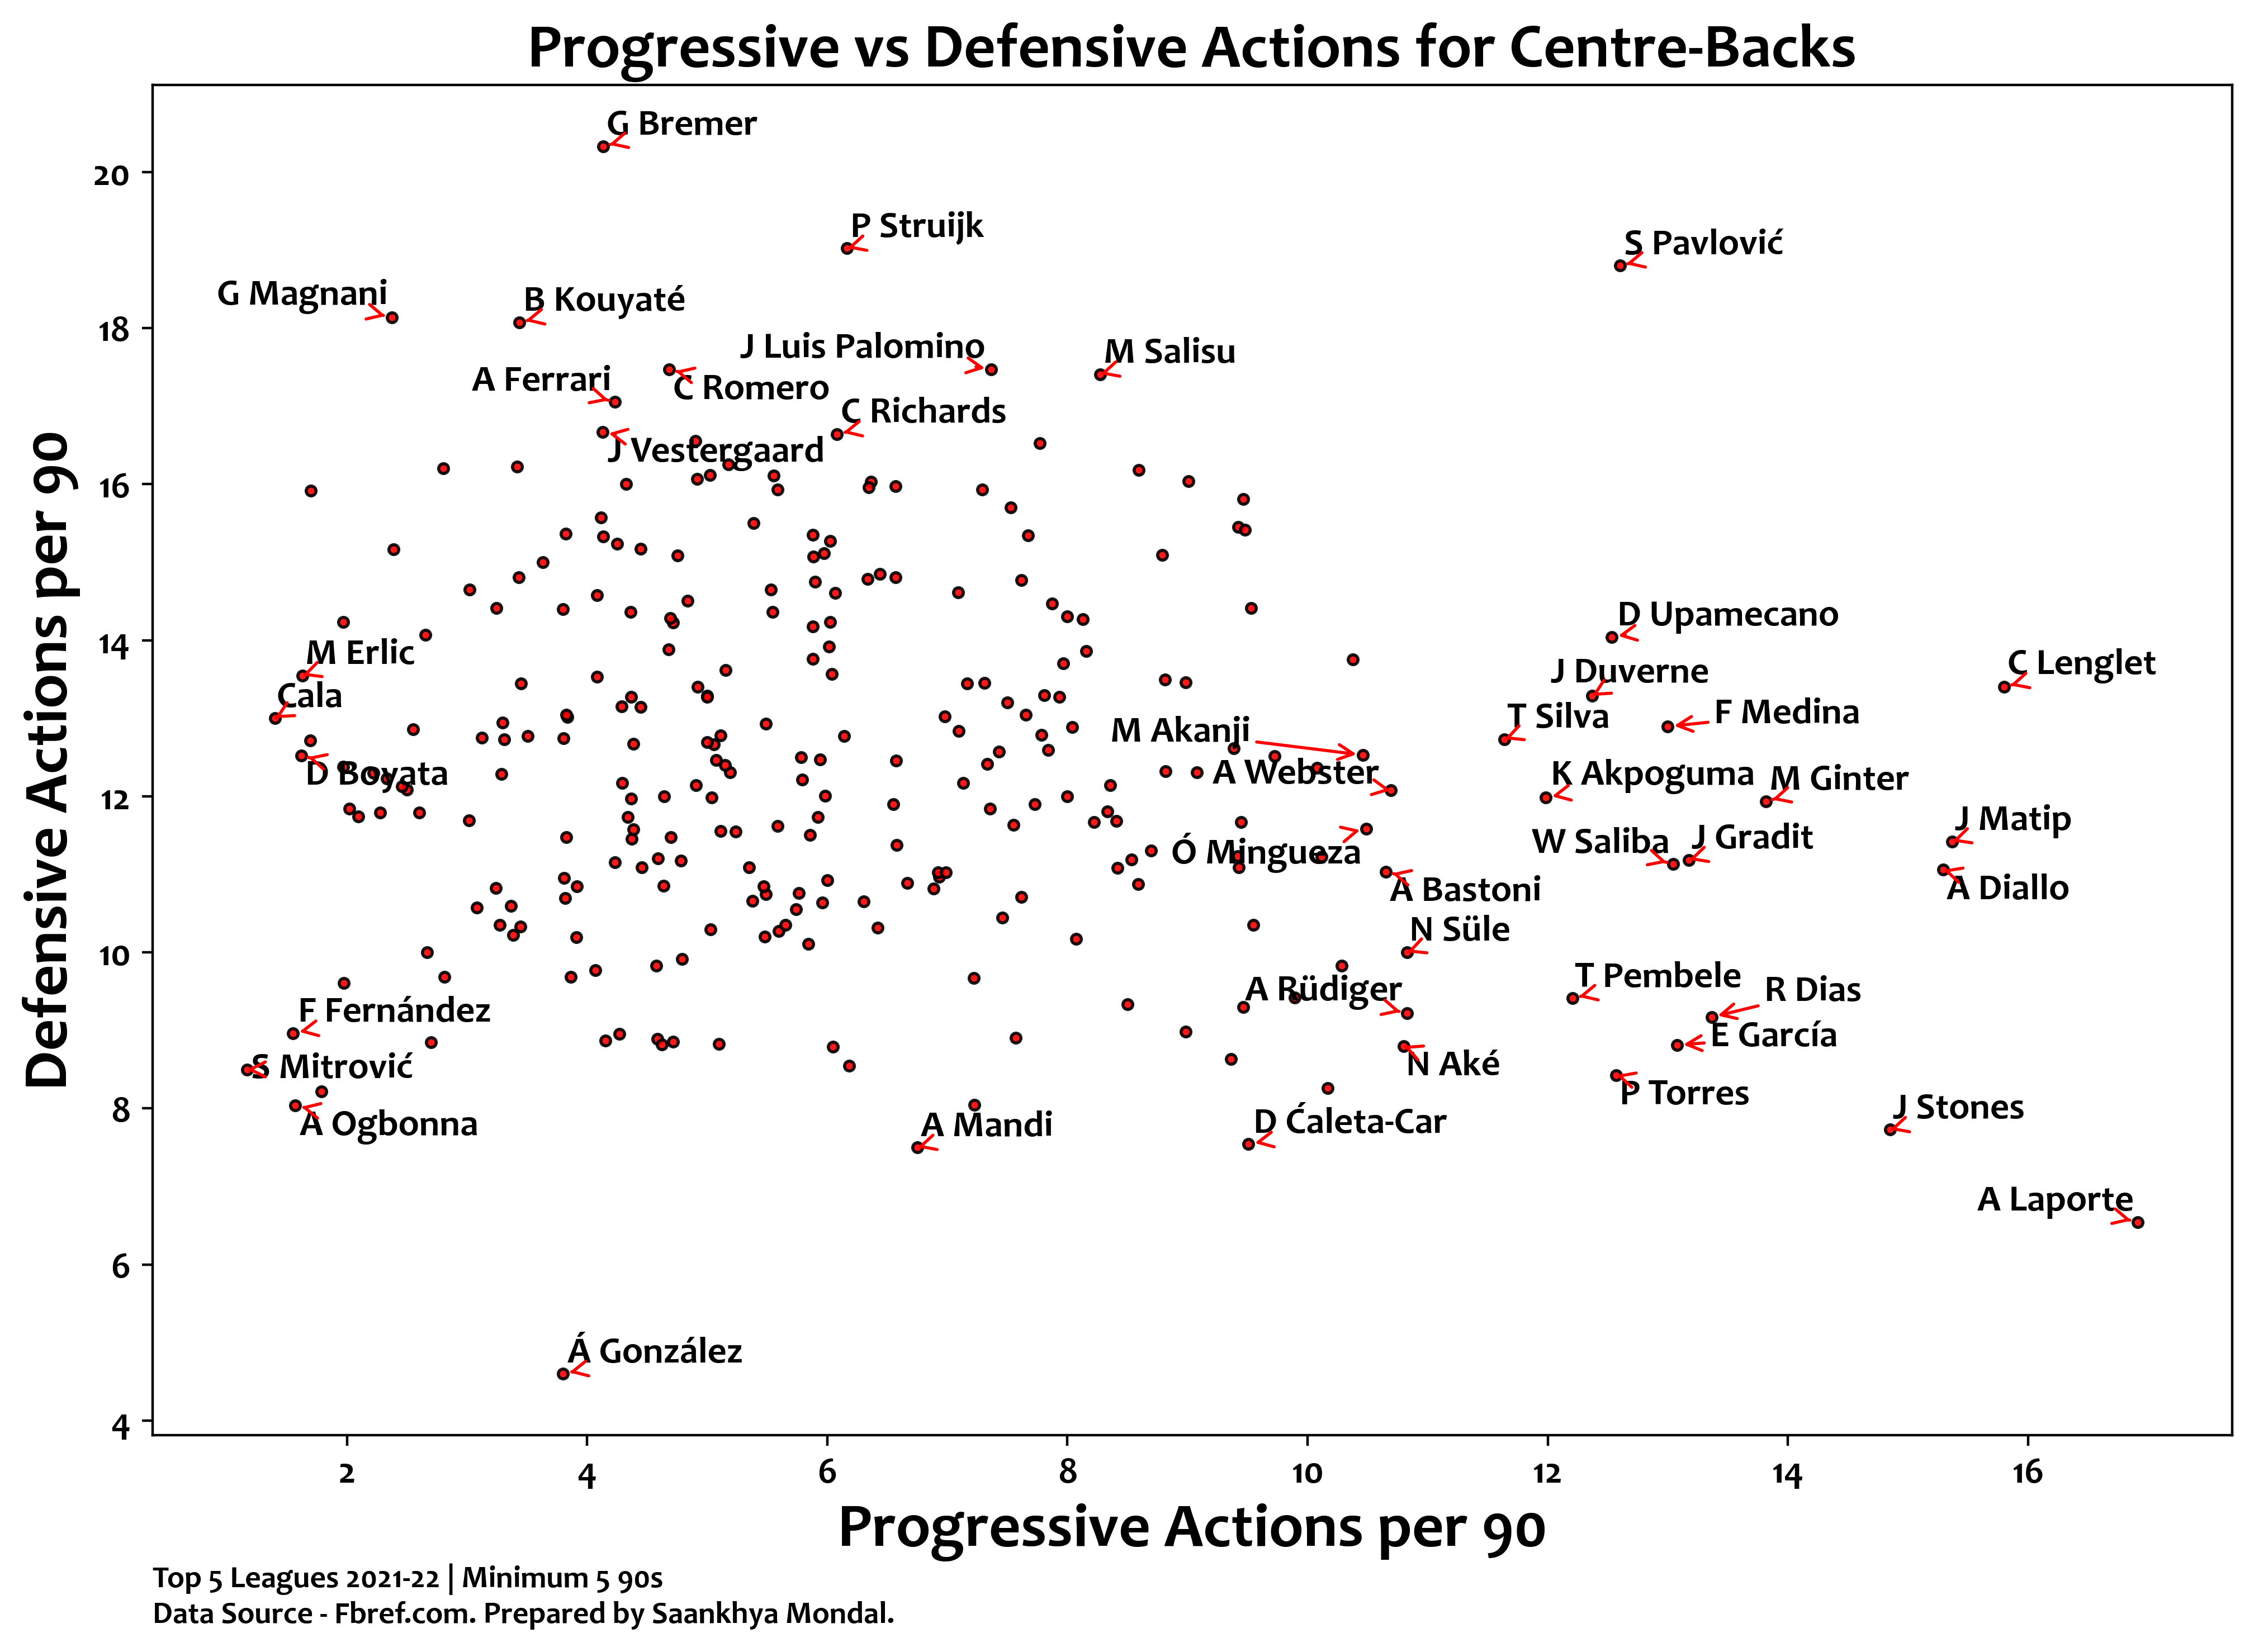 Progressive vs Defensive Actions for Centre-Backs
G Bremer
20
P Struijk
S Pavlović
G Magnani
B Kouyaté
18
J Luis Palomino
M Salisu
A Ferrari
C Romero
C Richards
J Vestergaard
16
D Upamecano
14
M Erlic
J Duverne
C Lenglet
Cala
T Silva
F Medina
M Akanji
D Boyata
A Webster
K Akpoguma
M Ginter
12
J Matip
W Saliba
J Gradit
Ó Mingueza
A Bastoni
A Diallo
N Süle
10
T Pembele
A Rüdiger
R Dias
F Fernández
E García
S Mitrović
N Aké
P Torres
8
J Stones
A Ogbonna
A Mandi
D Ćaleta-Car
A Laporte
6
Á González
4
Defensive Actions per 90
2 4 6 8 10 12 14 16
Progressive Actions per 90
Top 5 Leagues 2021-22 | Minimum 5 90s
Data Source - Fbref.com. Prepared by Saankhya Mondal.